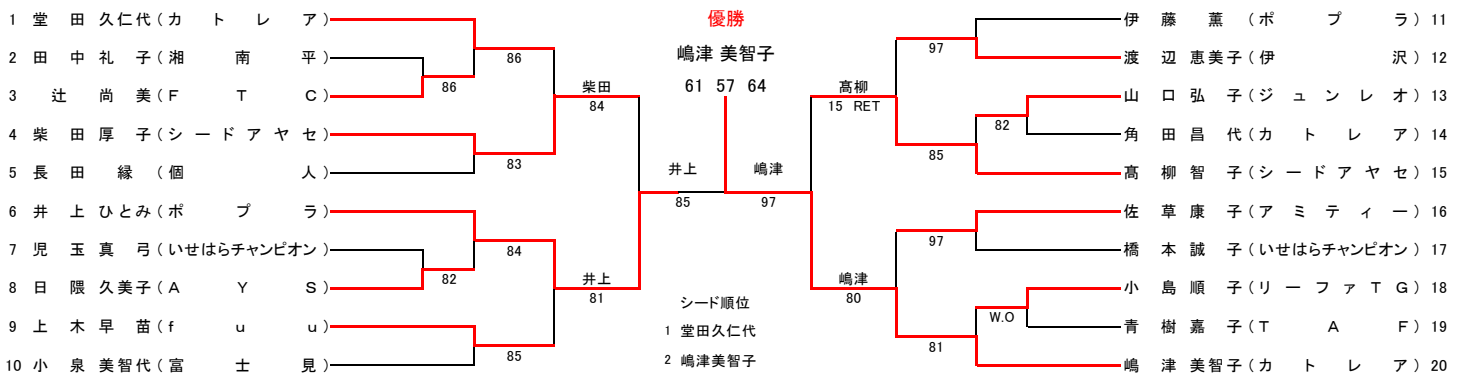 1 堂田 久仁代 (カトレア)
2 田中 礼子 (湘南平)
3 辻 尚美 (FTC)
4 柴田 厚子 (シードアヤセ)
5 長田 縁 (個人)
6 井上 ひとみ (ポプラ)
7 児玉 真弓 (いせはらチャンピオン)
8 日隈 久美子 (AYS)
9 上木 早苗 (fuu)
10 小泉 美智代 (富士見)
86
86
83
84
82
85
柴田
84
井上
81
井上
85
優勝
嶋津 美智子
61 57 64
嶋津
97
シード順位
1 堂田久仁代
2 嶋津美智子
髙柳
15 RET
嶋津
80
97
82
85
97
W.O
81
伊藤 薫 (ポプラ) 11
渡辺 恵美子 (伊沢) 12
山口 弘子 (ジュンレオ) 13
角田 昌代 (カトレア) 14
髙柳 智子 (シードアヤセ) 15
佐草 康子 (アミティー) 16
橋本 誠子 (いせはらチャンピオン) 17
小島 順子 (リーファTG) 18
青樹 嘉子 (TAF) 19
嶋津 美智子 (カトレア) 20